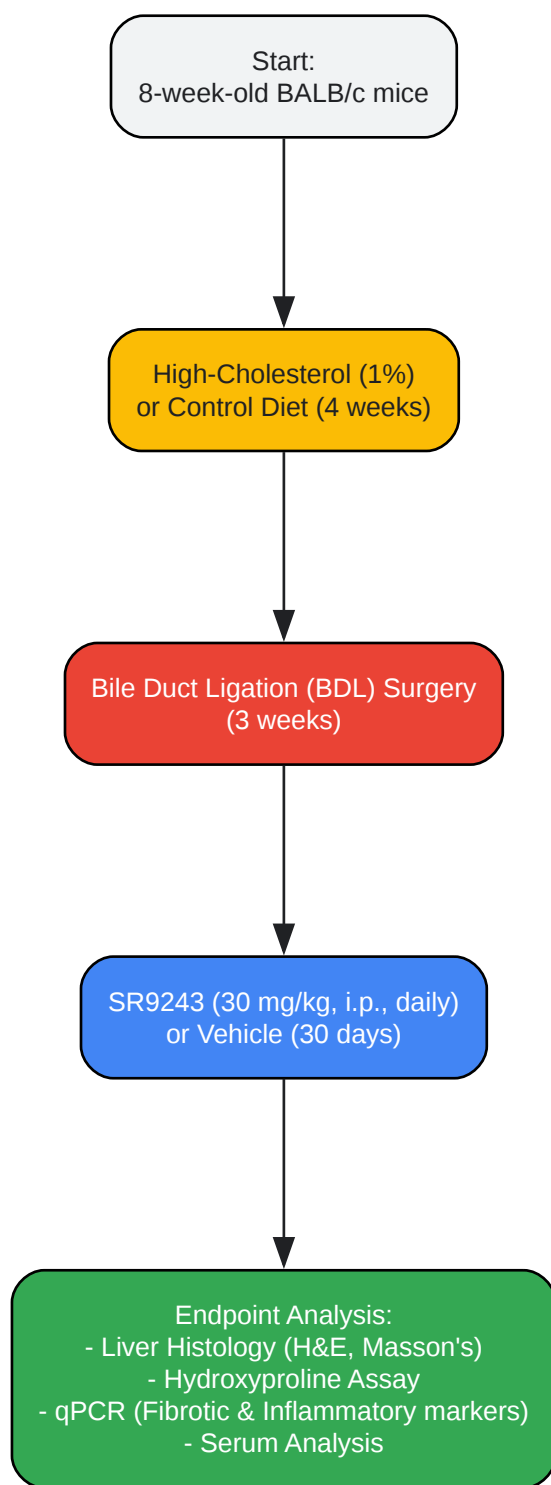 Start:
8-week-old BALB/c mice
High-Cholesterol (1%)
or Control Diet (4 weeks)
Bile Duct Ligation (BDL) Surgery
(3 weeks)
SR9243 (30 mg/kg, i.p., daily)
or Vehicle (30 days)
Endpoint Analysis:
- Liver Histology (H&E, Masson's)
- Hydroxyproline Assay
- qPCR (Fibrotic & Inflammatory markers)
- Serum Analysis